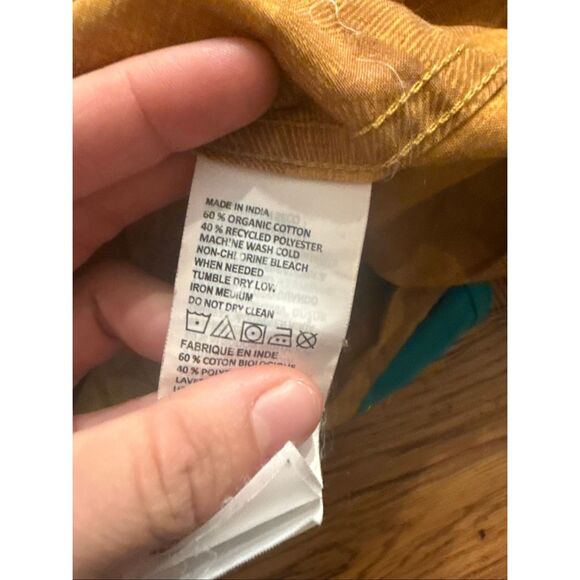 MADE IN INDIA
60 % ORGANIC COTTON
40 % RECYCLED POLYESTER
MACHINE WASH COLD
NON-CHLORINE BLEACH
WHEN NEEDED
TUMBLE DRY LOW
IRON MEDIUM
DO NOT DRY CLEAN
FABRIQUE EN INDE
60 % COTON BIOLOGIQUE
40 %